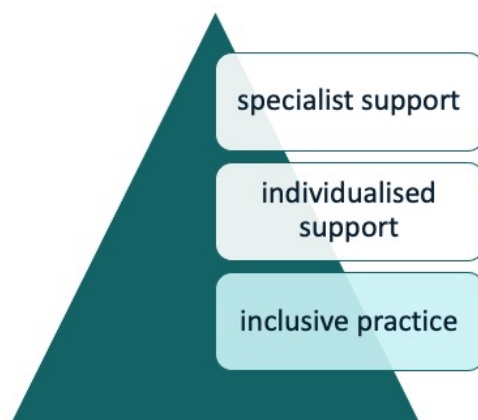 specialist support
individualised
support
inclusive practice